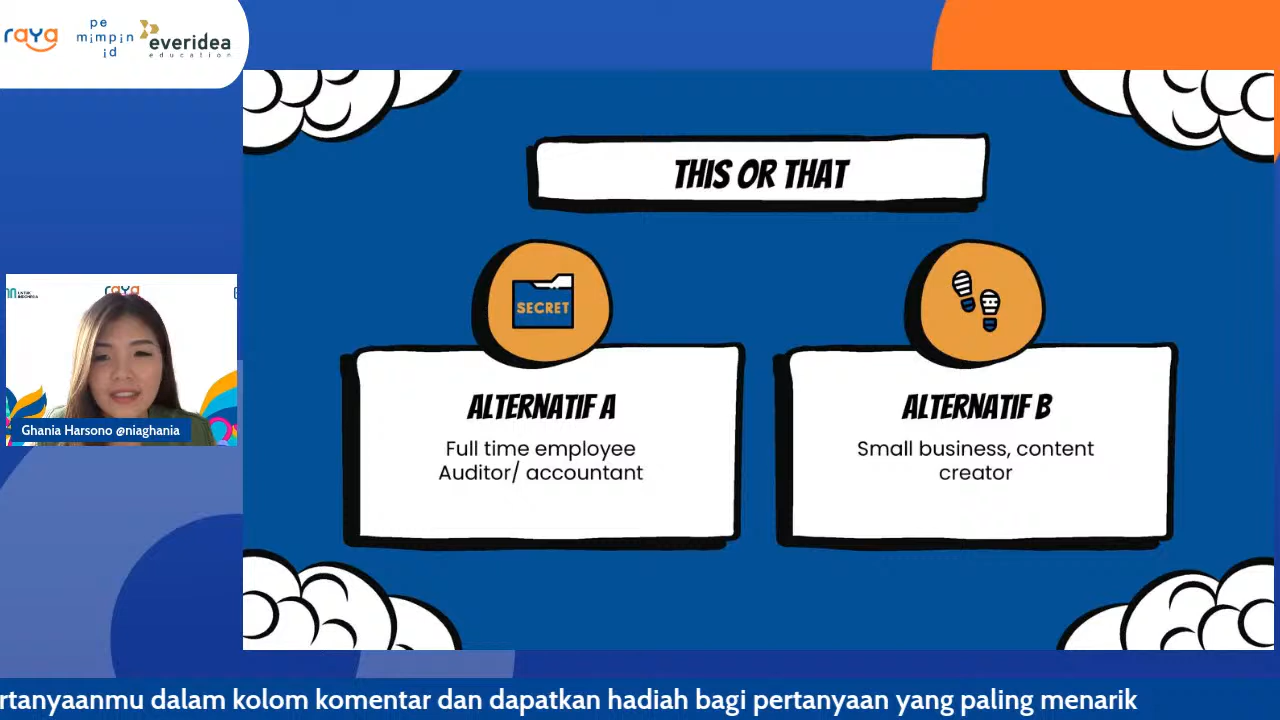 raya
pe
mimpin
id
everidea
education
THIS OR THAT
SECRET
ALTERNATIF A
Full time employee
Auditor/ accountant
ALTERNATIF B
Small business, content
creator
raya
Ghania Harsono @niaghania
rtanyaanmu dalam kolom komentar dan dapatkan hadiah bagi pertanyaan yang paling menarik